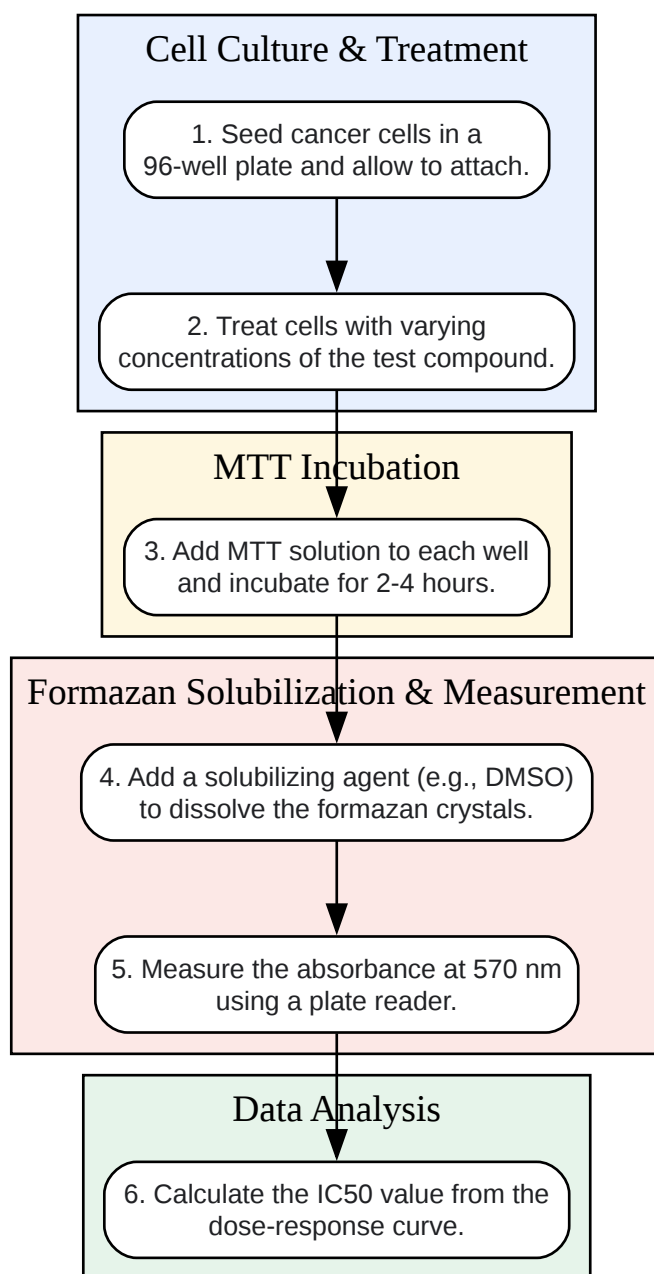 Cell Culture & Treatment
1. Seed cancer cells in a
96-well plate and allow to attach.
2. Treat cells with varying
concentrations of the test compound.
MTT Incubation
3. Add MTT solution to each well
and incubate for 2-4 hours.
Formazan Solubilization & Measurement
4. Add a solubilizing agent (e.g., DMSO)
to dissolve the formazan crystals.
5. Measure the absorbance at 570 nm
using a plate reader.
Data Analysis
6. Calculate the IC50 value from the
dose-response curve.